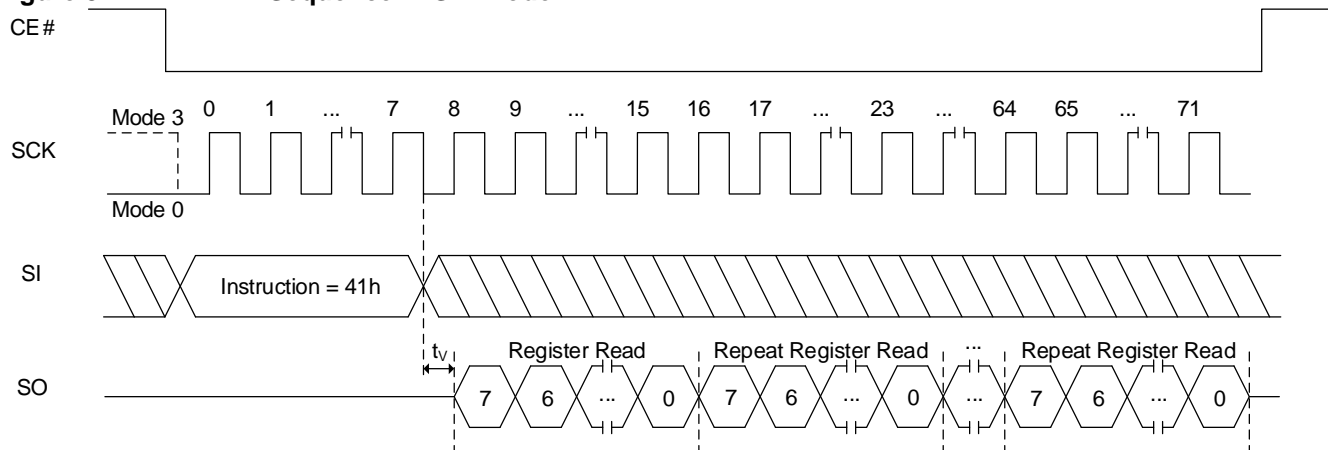 Sequence
CE#
0 1 ... 7 8 9 ... 15 16 17 ... 23 ... 64 65 ... 71
Mode 3
SCK
Mode 0
SI
Instruction = 41h
tV Register Read Repeat Register Read ... Repeat Register Read
SO
7 6 ... 0 7 6 ... 0 ... 7 6 ... 0